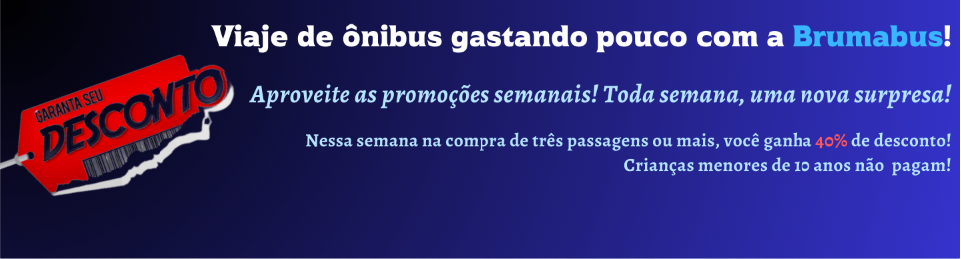 Viaje de ônibus gastando pouco com a Brumabus!
GARANTA SEU
DESCONTO
Aproveite as promoções semanais! Toda semana, uma nova surpresa!
Nessa semana na compra de três passagens ou mais, você ganha 40% de desconto!
Crianças menores de 10 anos não pagam!